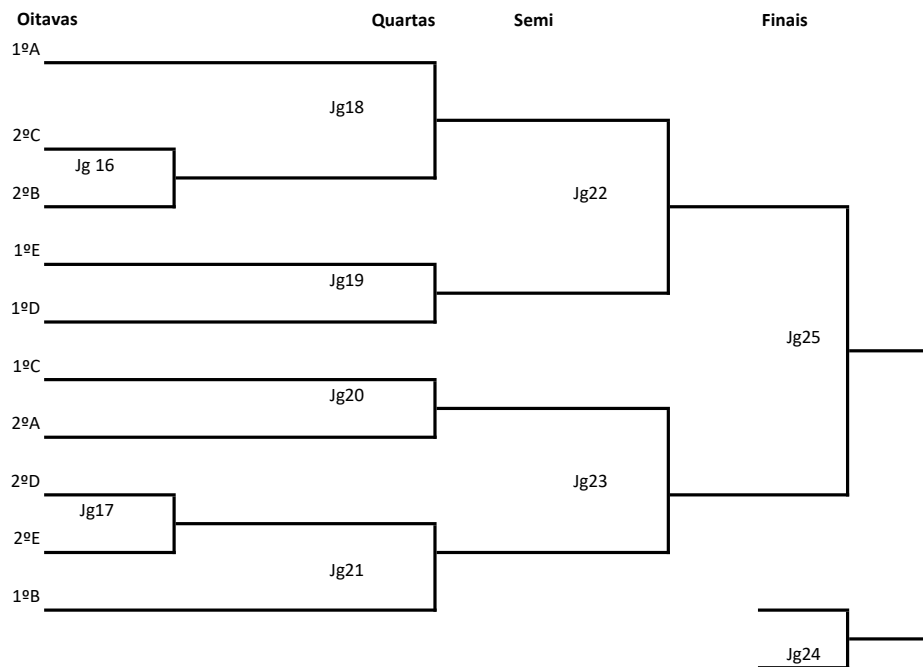 Oitavas Quartas Semi Finais
1ºA
Jg18
2ºC
Jg 16
2ºB
Jg22
1ºE
Jg19
1ºD
Jg25
1ºC
Jg20
2ºA
2ºD
Jg23
Jg17
2ºE
Jg21
1ºB
Jg24